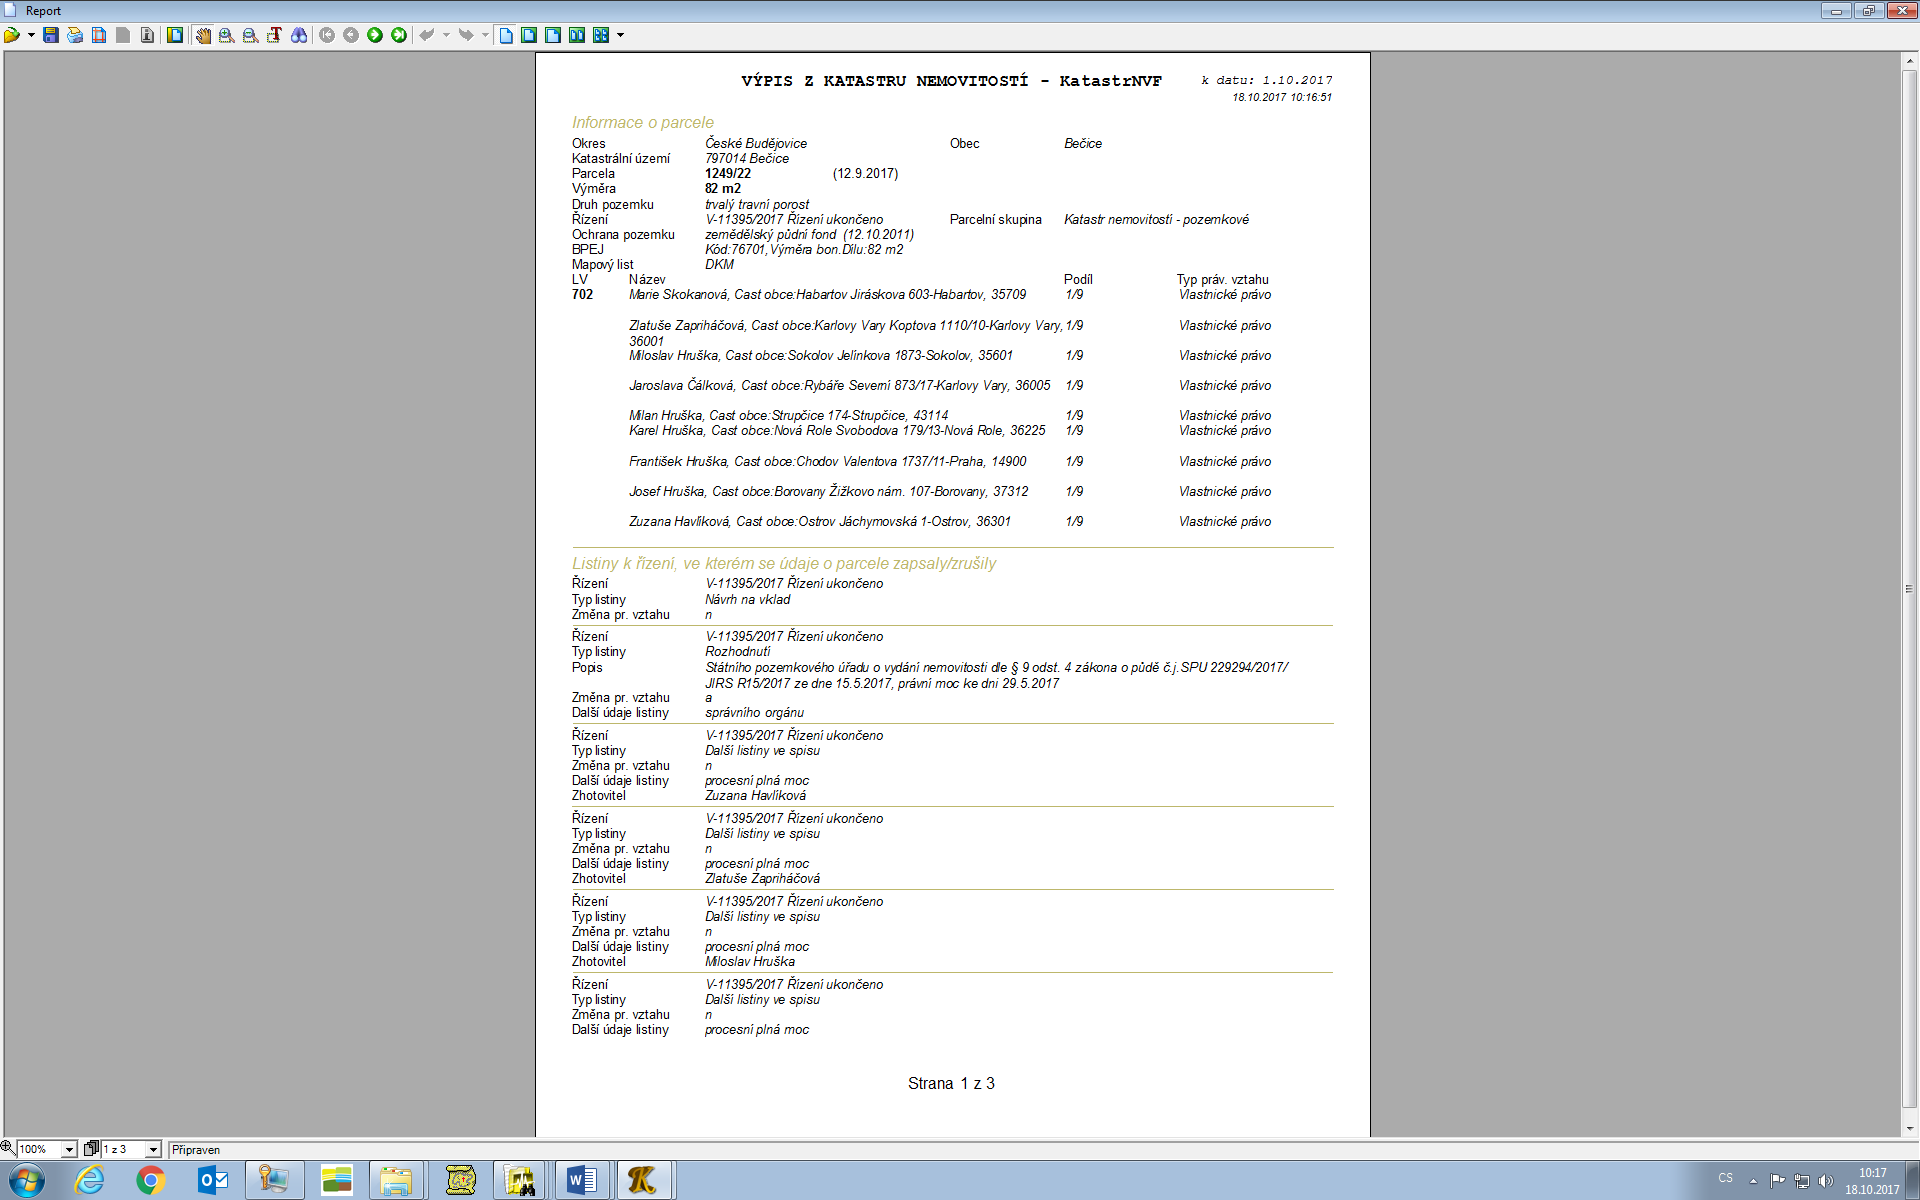 Report
VÝPIS Z KATASTRU NEMOVITOSTÍ - KatastrNVF
k datu: 1.10.2017
18.10.2017 10:16:51
Informace o parcele
Okres České Budějovice Obec Bečice
Katastrální území 797014 Bečice
Parcela 1249/22 (12.9.2017)
Výměra 82 m2
Druh pozemku trvalý travní porost
Řízení V-11395/2017 Řízení ukončeno Parcelní skupina Katastr nemovitostí - pozemkové
Ochrana pozemku zemědělský půdní fond (12.10.2011)
BPEJ Kód:76701,Výměra bon.Dílu:82 m2
Mapový list DKM
LV Název Podíl Typ práv. vztahu
702 Marie Skokanová, Cast obce:Habartov Jiráskova 603-Habartov, 35709 1/9 Vlastnické právo
Zlatuše Zapriháčová, Cast obce:Karlovy Vary Koptova 1110/10-Karlovy Vary, 1/9 Vlastnické právo
36001
Miloslav Hruška, Cast obce:Sokolov Jelínkova 1873-Sokolov, 35601 1/9 Vlastnické právo
Jaroslava Čálková, Cast obce:Rybáře Severní 873/17-Karlovy Vary, 36005 1/9 Vlastnické právo
Milan Hruška, Cast obce:Strupčice 174-Strupčice, 43114 1/9 Vlastnické právo
Karel Hruška, Cast obce:Nová Role Svobodova 179/13-Nová Role, 36225 1/9 Vlastnické právo
František Hruška, Cast obce:Chodov Valentova 1737/11-Praha, 14900 1/9 Vlastnické právo
Josef Hruška, Cast obce:Borovany Žižkovo nám. 107-Borovany, 37312 1/9 Vlastnické právo
Zuzana Havlíková, Cast obce:Ostrov Jáchymovská 1-Ostrov, 36301 1/9 Vlastnické právo
Listiny k řízení, ve kterém se údaje o parcele zapsaly/zrušily
Řízení V-11395/2017 Řízení ukončeno
Typ listiny Návrh na vklad
Změna pr. vztahu n
Řízení V-11395/2017 Řízení ukončeno
Typ listiny Rozhodnutí
Popis Státního pozemkového úřadu o vydání nemovitosti dle § 9 odst. 4 zákona o půdě č.j.SPU 229294/2017/
JIRS R15/2017 ze dne 15.5.2017, právní moc ke dni 29.5.2017
Změna pr. vztahu a
Další údaje listiny správního orgánu
Řízení V-11395/2017 Řízení ukončeno
Typ listiny Další listiny ve spisu
Změna pr. vztahu n
Další údaje listiny procesní plná moc
Zhotovitel Zuzana Havlíková
Řízení V-11395/2017 Řízení ukončeno
Typ listiny Další listiny ve spisu
Změna pr. vztahu n
Další údaje listiny procesní plná moc
Zhotovitel Zlatuše Zapriháčová
Řízení V-11395/2017 Řízení ukončeno
Typ listiny Další listiny ve spisu
Změna pr. vztahu n
Další údaje listiny procesní plná moc
Zhotovitel Miloslav Hruška
Řízení V-11395/2017 Řízení ukončeno
Typ listiny Další listiny ve spisu
Změna pr. vztahu n
Další údaje listiny procesní plná moc
Strana 1 z 3
100% 1 z 3 Připraven
CS 10:17
18.10.2017